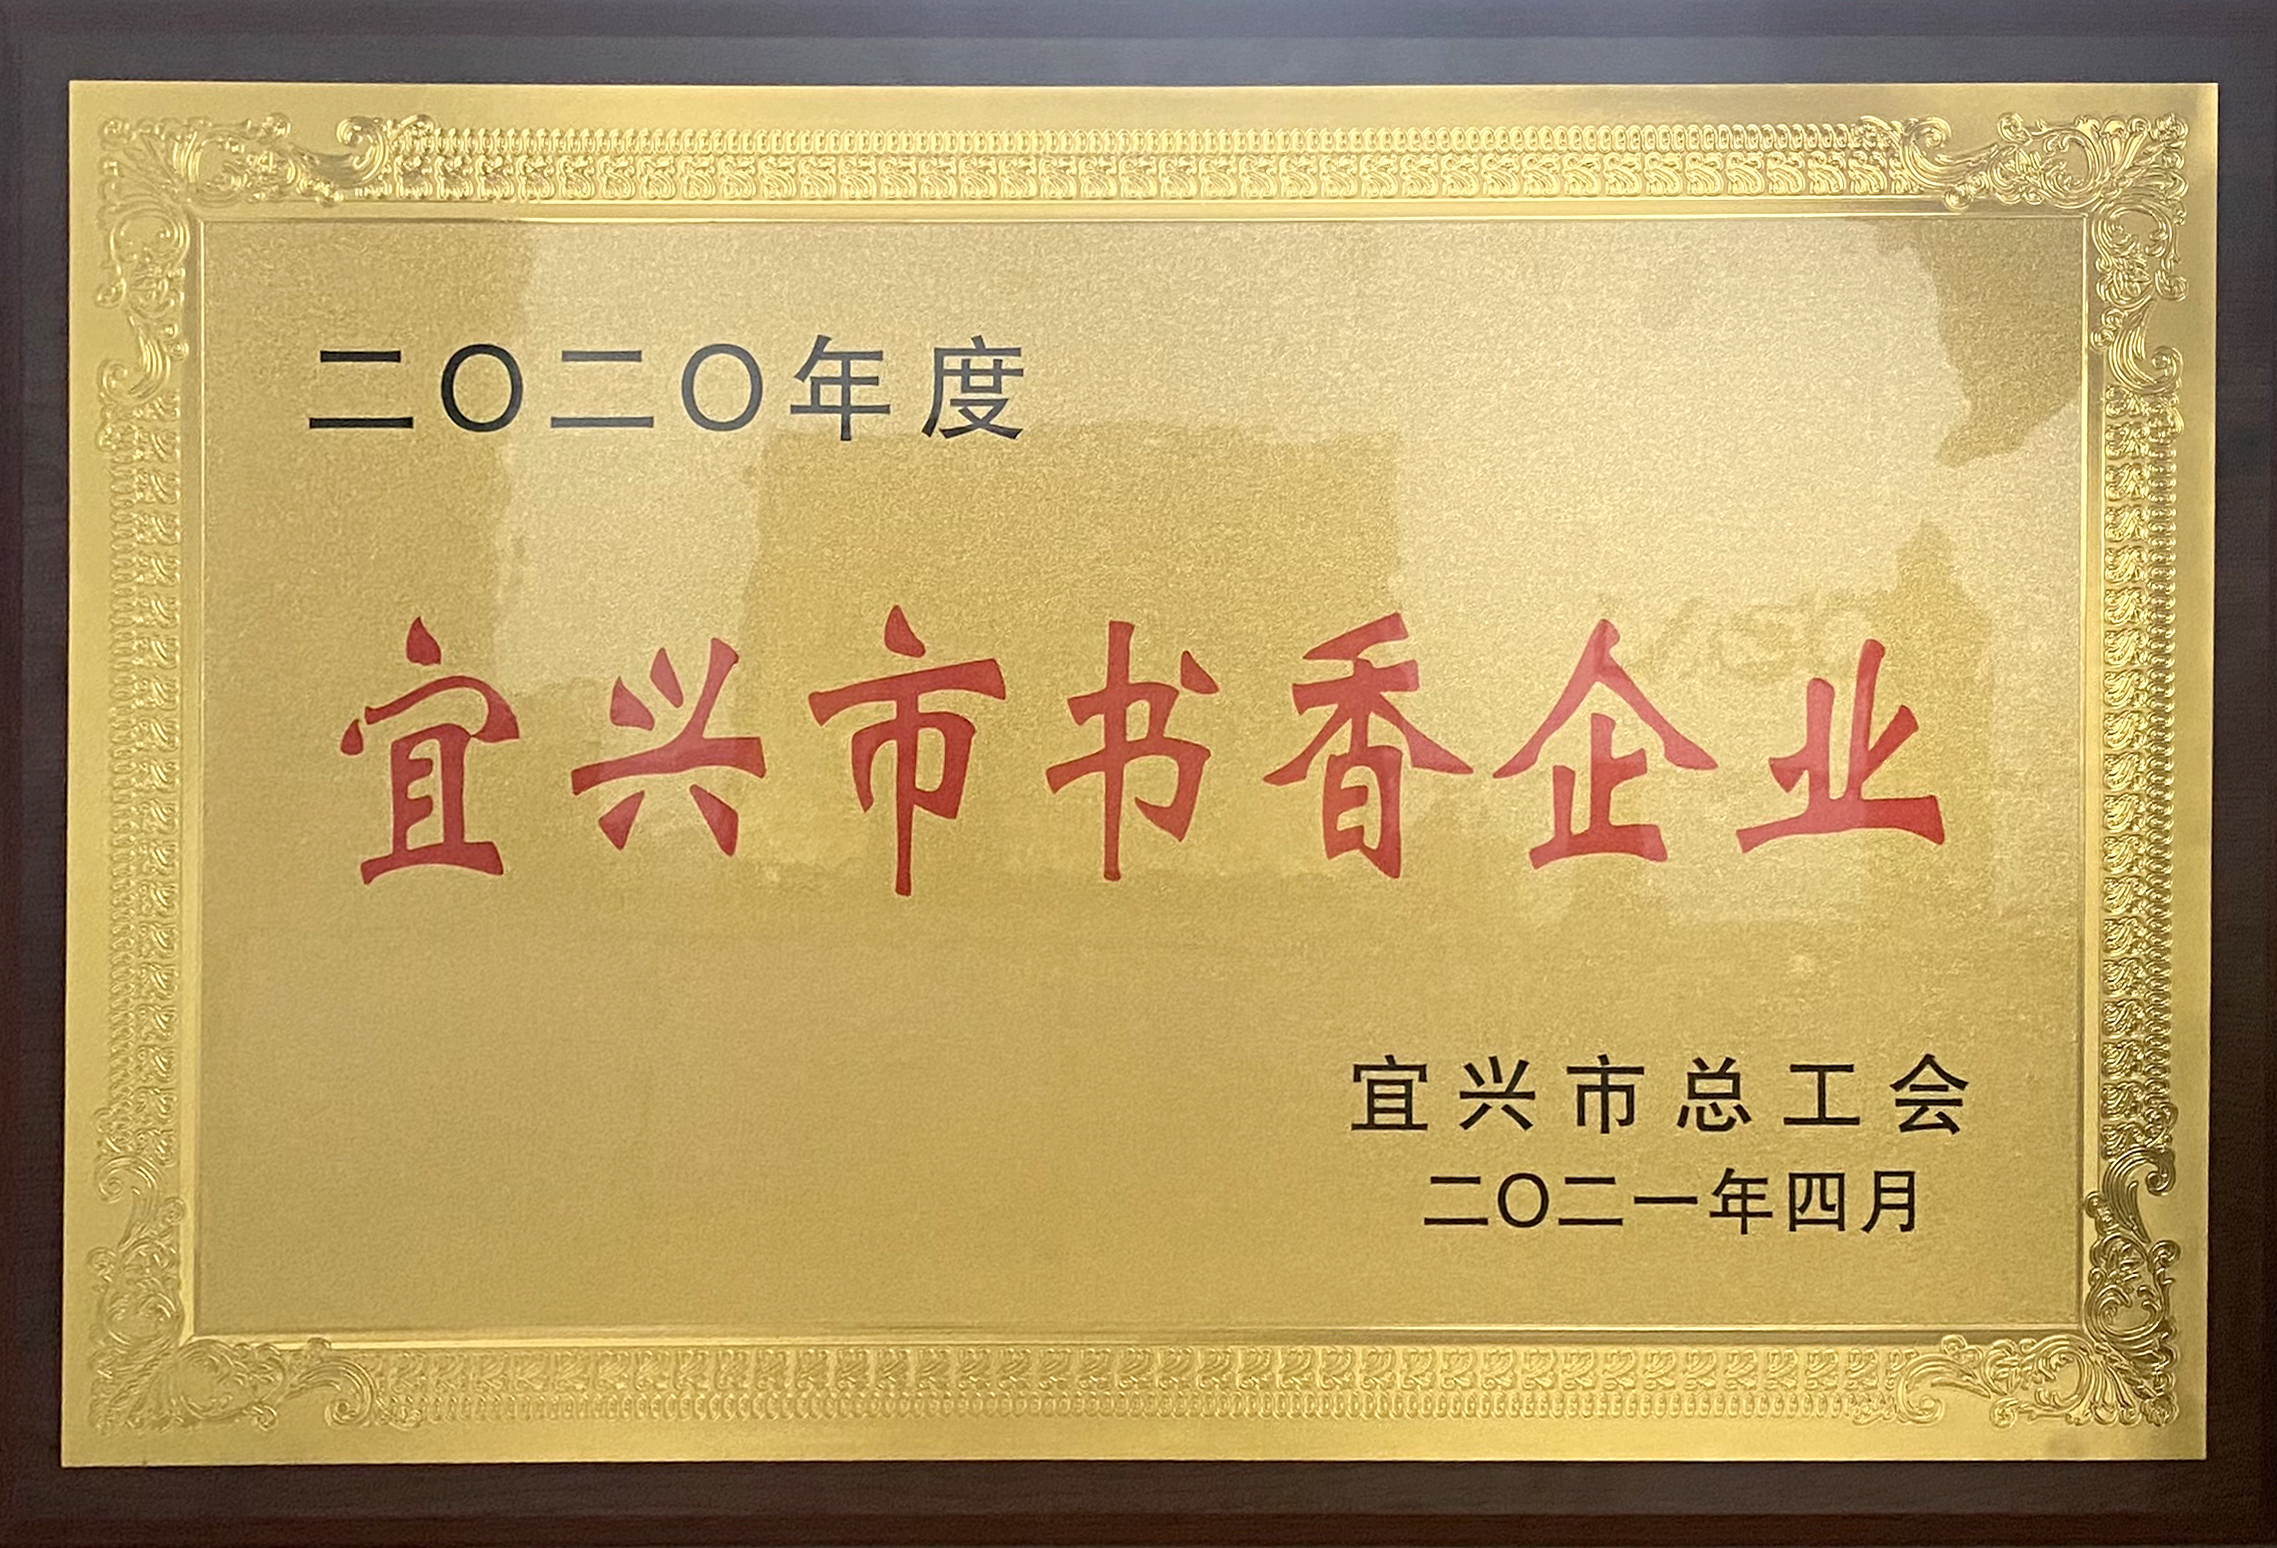 二〇二〇年度
宜兴市书香企业
宜兴市总工会
二〇二一年四月